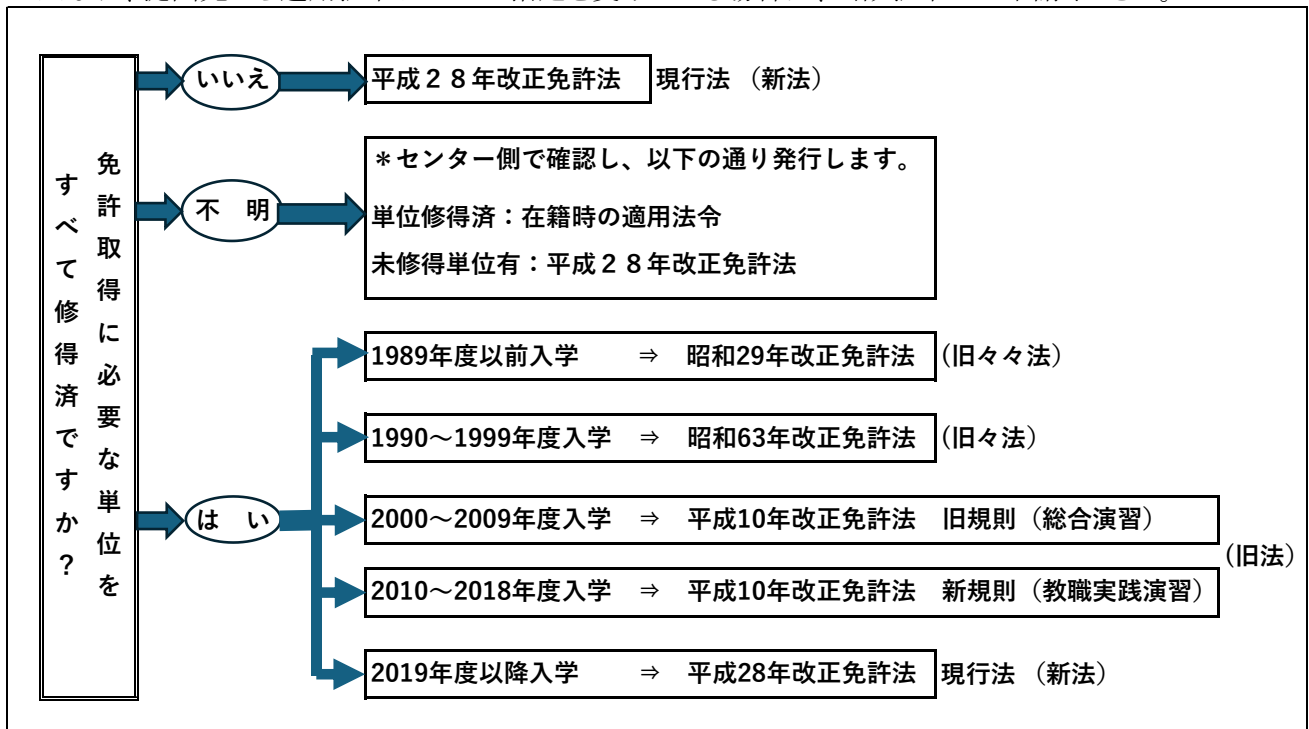 免許取得に必要な単位を
すべて修得済ですか？
いいえ
平成２８年改正免許法 現行法（新法）
不　明
＊センター側で確認し、以下の通り発行します。
単位修得済：在籍時の適用法令
未修得単位有：平成２８年改正免許法
は　い
1989年度以前入学　⇒　昭和29年改正免許法 (旧々々法）
1990～1999年度入学　⇒　昭和63年改正免許法 (旧々法）
2000～2009年度入学　⇒　平成10年改正免許法　旧規則（総合演習）
(旧法）
2010～2018年度入学　⇒　平成10年改正免許法　新規則（教職実践演習）
2019年度以降入学　⇒　平成28年改正免許法 現行法（新法）